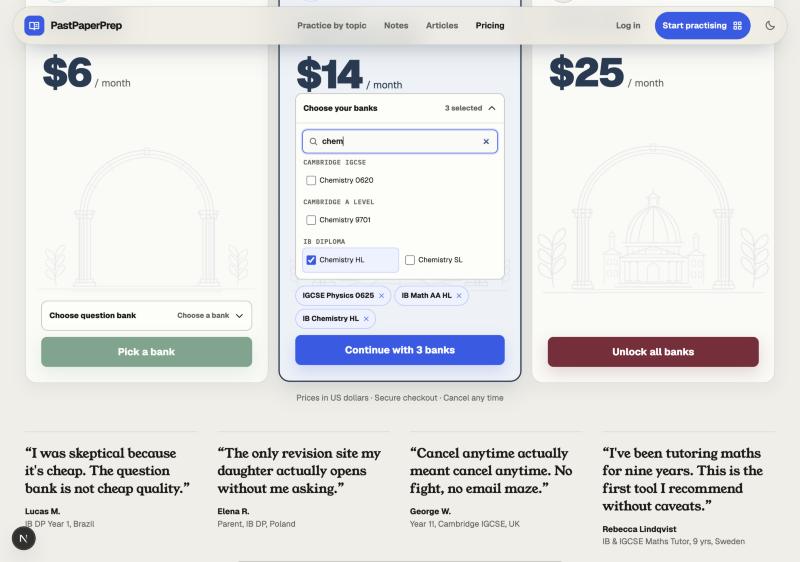 PastPaperPrep
Practice by topic
Notes
Articles
Pricing
Log in
Start practising
$6 / month
Choose question bank
Choose a bank
Pick a bank
$14 / month
Choose your banks
3 selected
chem
CAMBRIDGE IGCSE
Chemistry 0620
CAMBRIDGE A LEVEL
Chemistry 9701
IB DIPLOMA
Chemistry HL
Chemistry SL
IGCSE Physics 0625 ×
IB Math AA HL ×
IB Chemistry HL ×
Continue with 3 banks
$25 / month
Unlock all banks
Prices in US dollars · Secure checkout · Cancel any time
“I was skeptical because
it's cheap. The question
bank is not cheap quality.”
Lucas M.
IB DP Year 1, Brazil
“The only revision site my
daughter actually opens
without me asking.”
Elena R.
Parent, IB DP, Poland
“Cancel anytime actually
meant cancel anytime. No
fight, no email maze.”
George W.
Year 11, Cambridge IGCSE, UK
“I've been tutoring maths
for nine years. This is the
first tool I recommend
without caveats.”
Rebecca Lindqvist
IB & IGCSE Maths Tutor, 9 yrs, Sweden
N